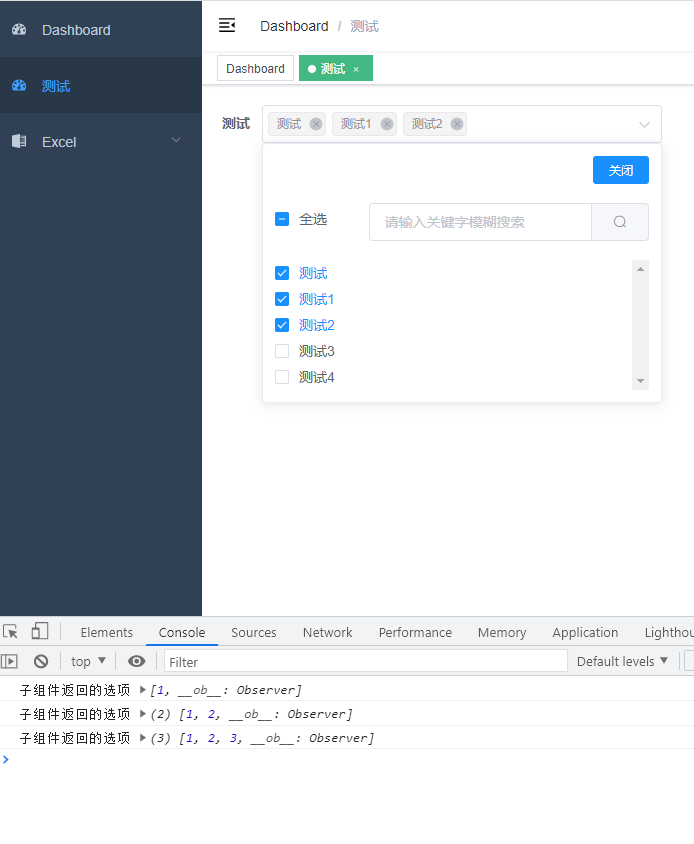 Dashboard
测试
Excel
Dashboard / 测试
Dashboard
测试 ×
测试
测试
测试1
测试2
关闭
全选
请输入关键字模糊搜索
测试
测试1
测试2
测试3
测试4
Elements Console Sources Network Performance Memory Application Lighthou
top ▼ Filter Default levels ▼
子组件返回的选项 ▶[1, __ob__: Observer]
子组件返回的选项 ▶(2) [1, 2, __ob__: Observer]
子组件返回的选项 ▶(3) [1, 2, 3, __ob__: Observer]
>